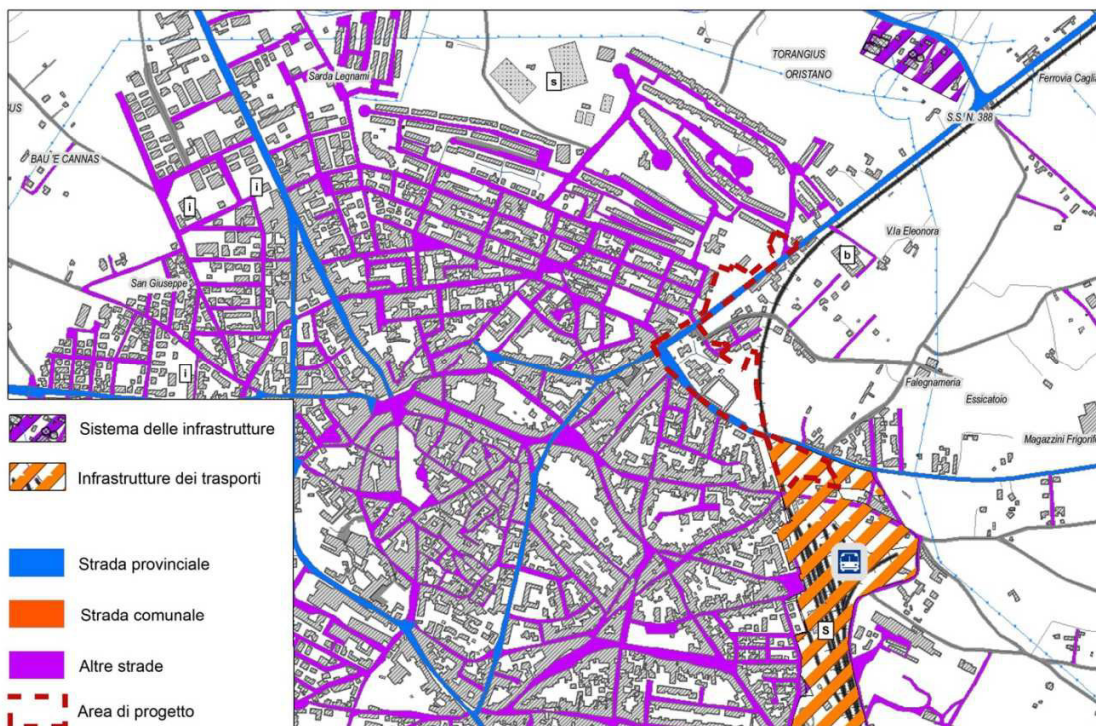 TORANGIUS
ORISTANO
Sarda Legnami
s
Ferrovia Caglia
S.S. N. 388
BAU 'E CANNAS
i
i
V.la Eleonora
b
San Giuseppe
i
Falegnameria
Essicatoio
Magazzini Frigorife
S
Sistema delle infrastrutture
Infrastrutture dei trasporti
Strada provinciale
Strada comunale
Altre strade
Area di progetto